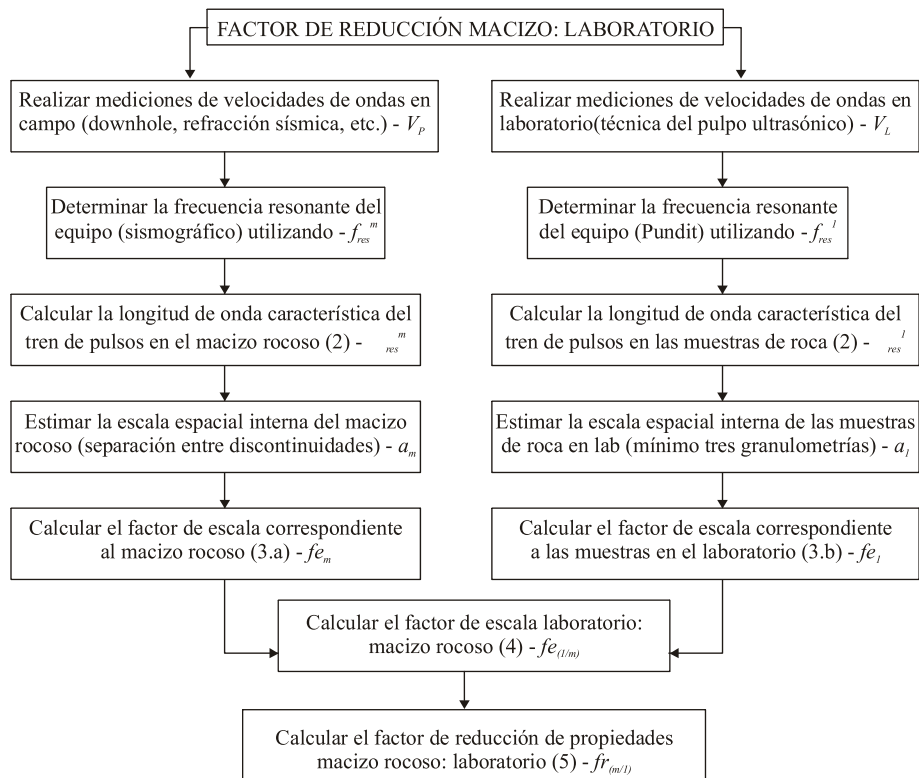 FACTOR DE REDUCCIÓN MACIZO: LABORATORIO
Realizar mediciones de velocidades de ondas en
campo (downhole, refracción sísmica, etc.) - V_P
Determinar la frecuencia resonante del
equipo (sismográfico) utilizando - f_res^m
Calcular la longitud de onda característica del
tren de pulsos en el macizo rocoso (2) - _res^m
Estimar la escala espacial interna del macizo
rocoso (separación entre discontinuidades) - a_m
Calcular el factor de escala correspondiente
al macizo rocoso (3.a) - fe_m
Realizar mediciones de velocidades de ondas en
laboratorio(técnica del pulpo ultrasónico) - V_L
Determinar la frecuencia resonante
del equipo (Pundit) utilizando - f_res^l
Calcular la longitud de onda característica del
tren de pulsos en las muestras de roca (2) - _res^l
Estimar la escala espacial interna de las muestras
de roca en lab (mínimo tres granulometrías) - a_l
Calcular el factor de escala correspondiente
a las muestras en el laboratorio (3.b) - fe_l
Calcular el factor de escala laboratorio:
macizo rocoso (4) - fe_(l/m)
Calcular el factor de reducción de propiedades
macizo rocoso: laboratorio (5) - fr_(m/l)